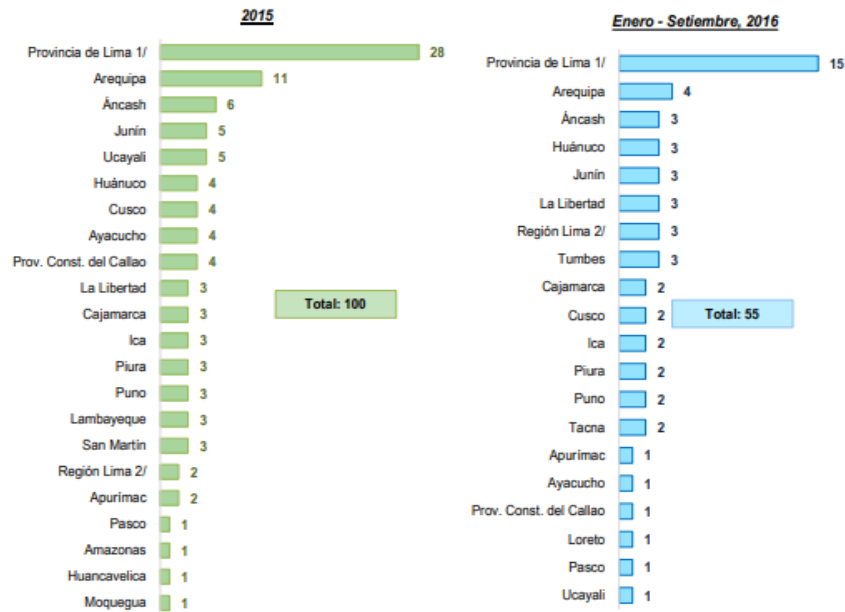 2015
Provincia de Lima 1/ 28
Arequipa 11
Áncash 6
Junín 5
Ucayali 5
Huánuco 4
Cusco 4
Ayacucho 4
Prov. Const. del Callao 4
La Libertad 3
Cajamarca 3
Ica 3
Piura 3
Puno 3
Lambayeque 3
San Martín 3
Región Lima 2/ 2
Apurímac 2
Pasco 1
Amazonas 1
Huancavelica 1
Moquegua 1
Total: 100
Enero - Setiembre, 2016
Provincia de Lima 1/ 15
Arequipa 4
Áncash 3
Huánuco 3
Junín 3
La Libertad 3
Región Lima 2/ 3
Tumbes 3
Cajamarca 2
Cusco 2
Ica 2
Piura 2
Puno 2
Tacna 2
Apurímac 1
Ayacucho 1
Prov. Const. del Callao 1
Loreto 1
Pasco 1
Ucayali 1
Total: 55